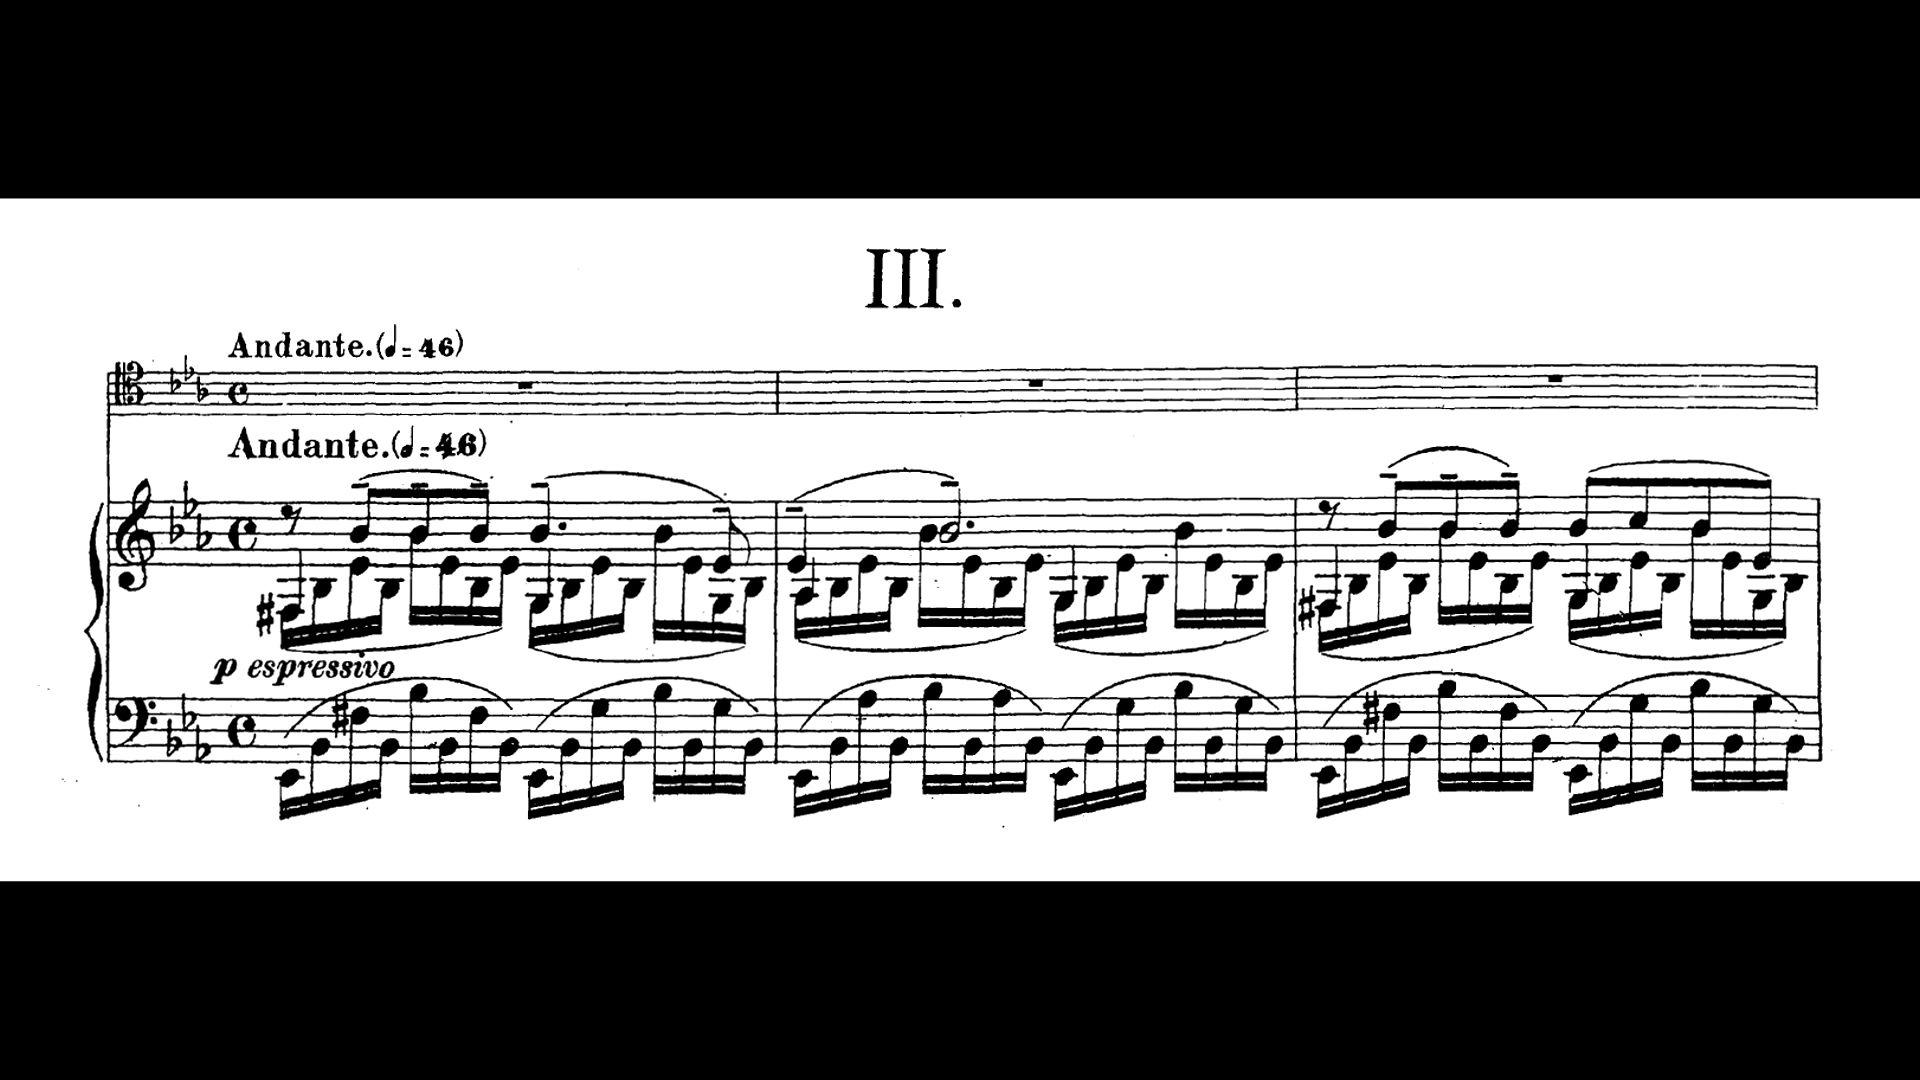 III.
Andante.(♩= 46)
Andante.(♩= 46)
p espressivo